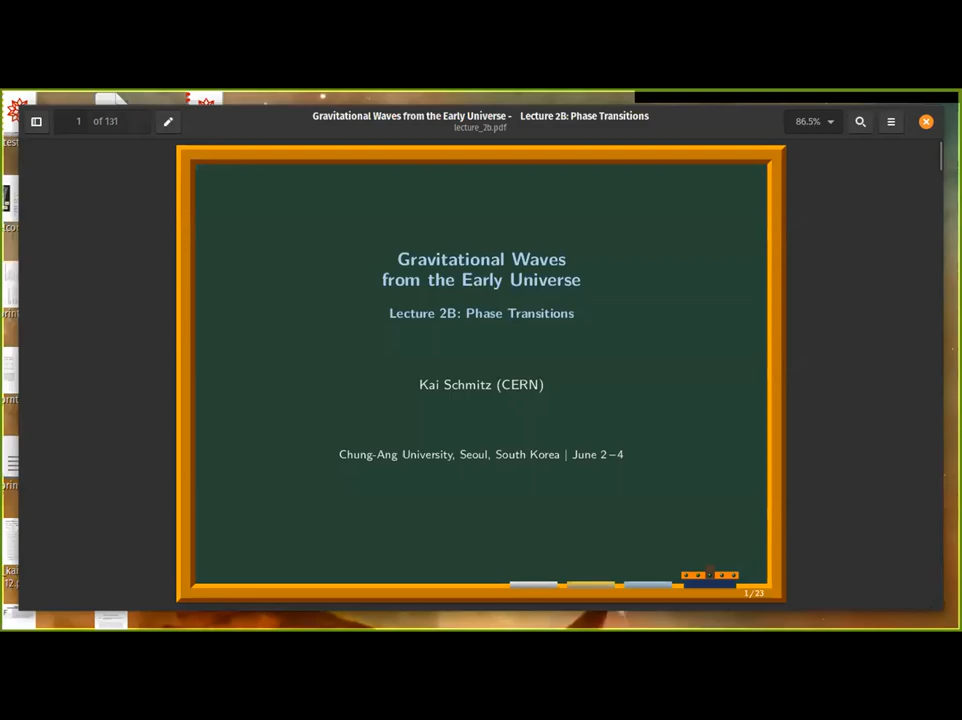 1 of 131
Gravitational Waves from the Early Universe - Lecture 2B: Phase Transitions
lecture_2b.pdf
86.5%
Gravitational Waves
from the Early Universe
Lecture 2B: Phase Transitions
Kai Schmitz (CERN)
Chung-Ang University, Seoul, South Korea | June 2–4
1/23